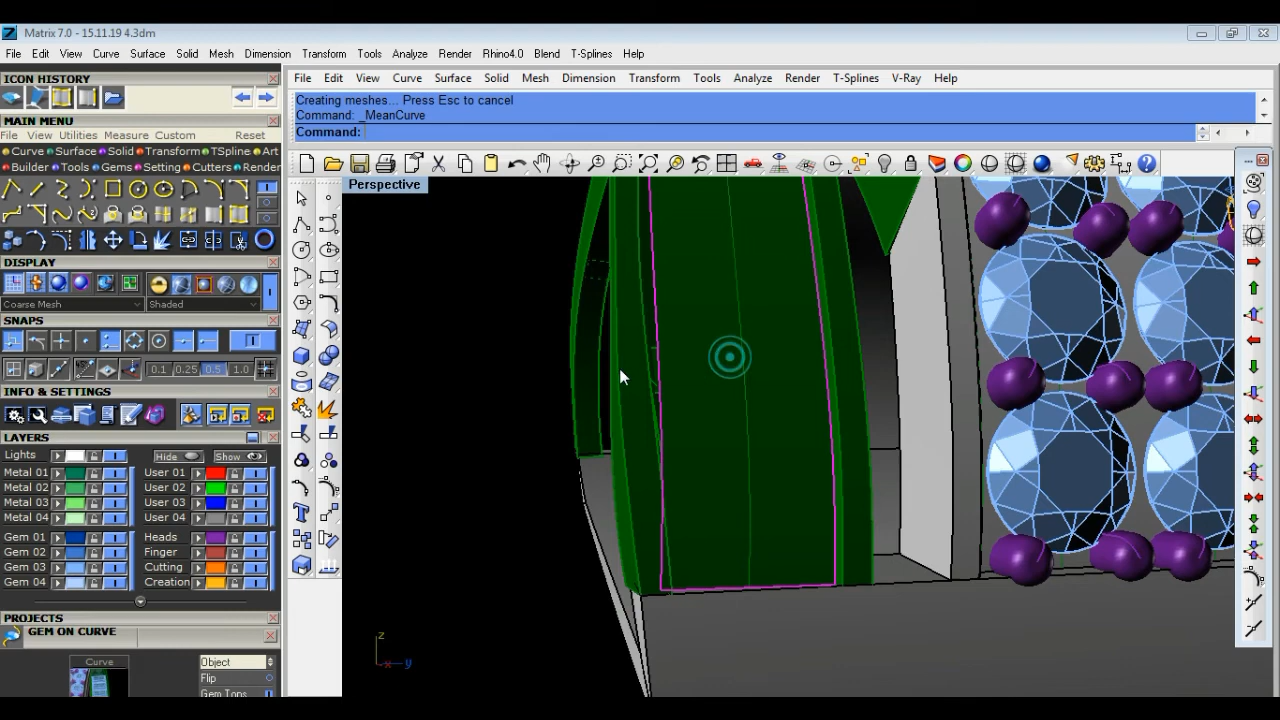 Matrix 7.0 - 15.11.19 4.3dm
File Edit View Curve Surface Solid Mesh Dimension Transform Tools Analyze Render Rhino4.0 Blend T-Splines Help
ICON HISTORY
MAIN MENU
File View Utilities Measure Custom Reset
Curve Surface Solid Transform TSpline Art
Builder Tools Gems Setting Cutters Render
DISPLAY
Coarse Mesh Shaded
SNAPS
0.1 0.25 0.5 1.0
INFO & SETTINGS
LAYERS
Lights Hide Show
Metal 01 User 01
Metal 02 User 02
Metal 03 User 03
Metal 04 User 04
Gem 01 Heads
Gem 02 Finger
Gem 03 Cutting
Gem 04 Creation
PROJECTS
GEM ON CURVE
Curve
Object
Flip
Gem Tops
File Edit View Curve Surface Solid Mesh Dimension Transform Tools Analyze Render T-Splines V-Ray Help
Creating meshes... Press Esc to cancel
Command: _MeanCurve
Command:
Perspective
z
x y